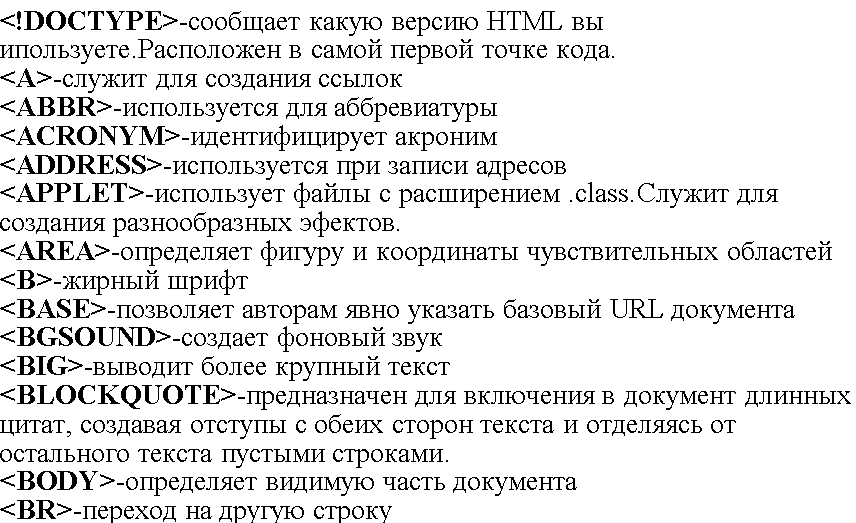 <!DOCTYPE>-сообщает какую версию HTML вы
ипользуете.Расположен в самой первой точке кода.
<A>-служит для создания ссылок
<ABBR>-используется для аббревиатуры
<ACRONYM>-идентифицирует акроним
<ADDRESS>-используется при записи адресов
<APPLET>-использует файлы с расширением .class.Служит для
создания разнообразных эфектов.
<AREA>-определяет фигуру и координаты чувствительных областей
<B>-жирный шрифт
<BASE>-позволяет авторам явно указать базовый URL документа
<BGSOUND>-создает фоновый звук
<BIG>-выводит более крупный текст
<BLOCKQUOTE>-предназначен для включения в документ длинных
цитат, создавая отступы с обеих сторон текста и отделяясь от
остального текста пустыми строками.
<BODY>-определяет видимую часть документа
<BR>-переход на другую строку